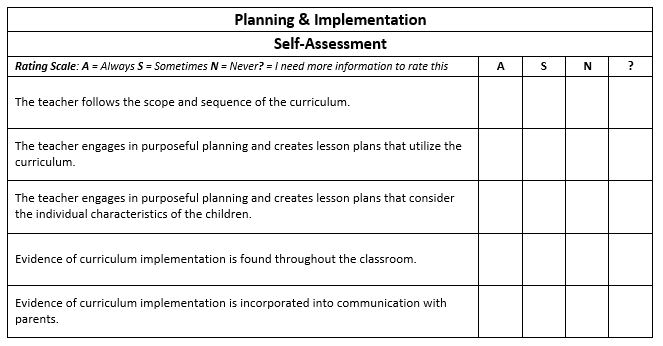 Planning & Implementation
Self-Assessment
Rating Scale: A = Always S = Sometimes N = Never? = I need more information to rate this A S N ?
The teacher follows the scope and sequence of the curriculum.
The teacher engages in purposeful planning and creates lesson plans that utilize the
curriculum.
The teacher engages in purposeful planning and creates lesson plans that consider
the individual characteristics of the children.
Evidence of curriculum implementation is found throughout the classroom.
Evidence of curriculum implementation is incorporated into communication with
parents.